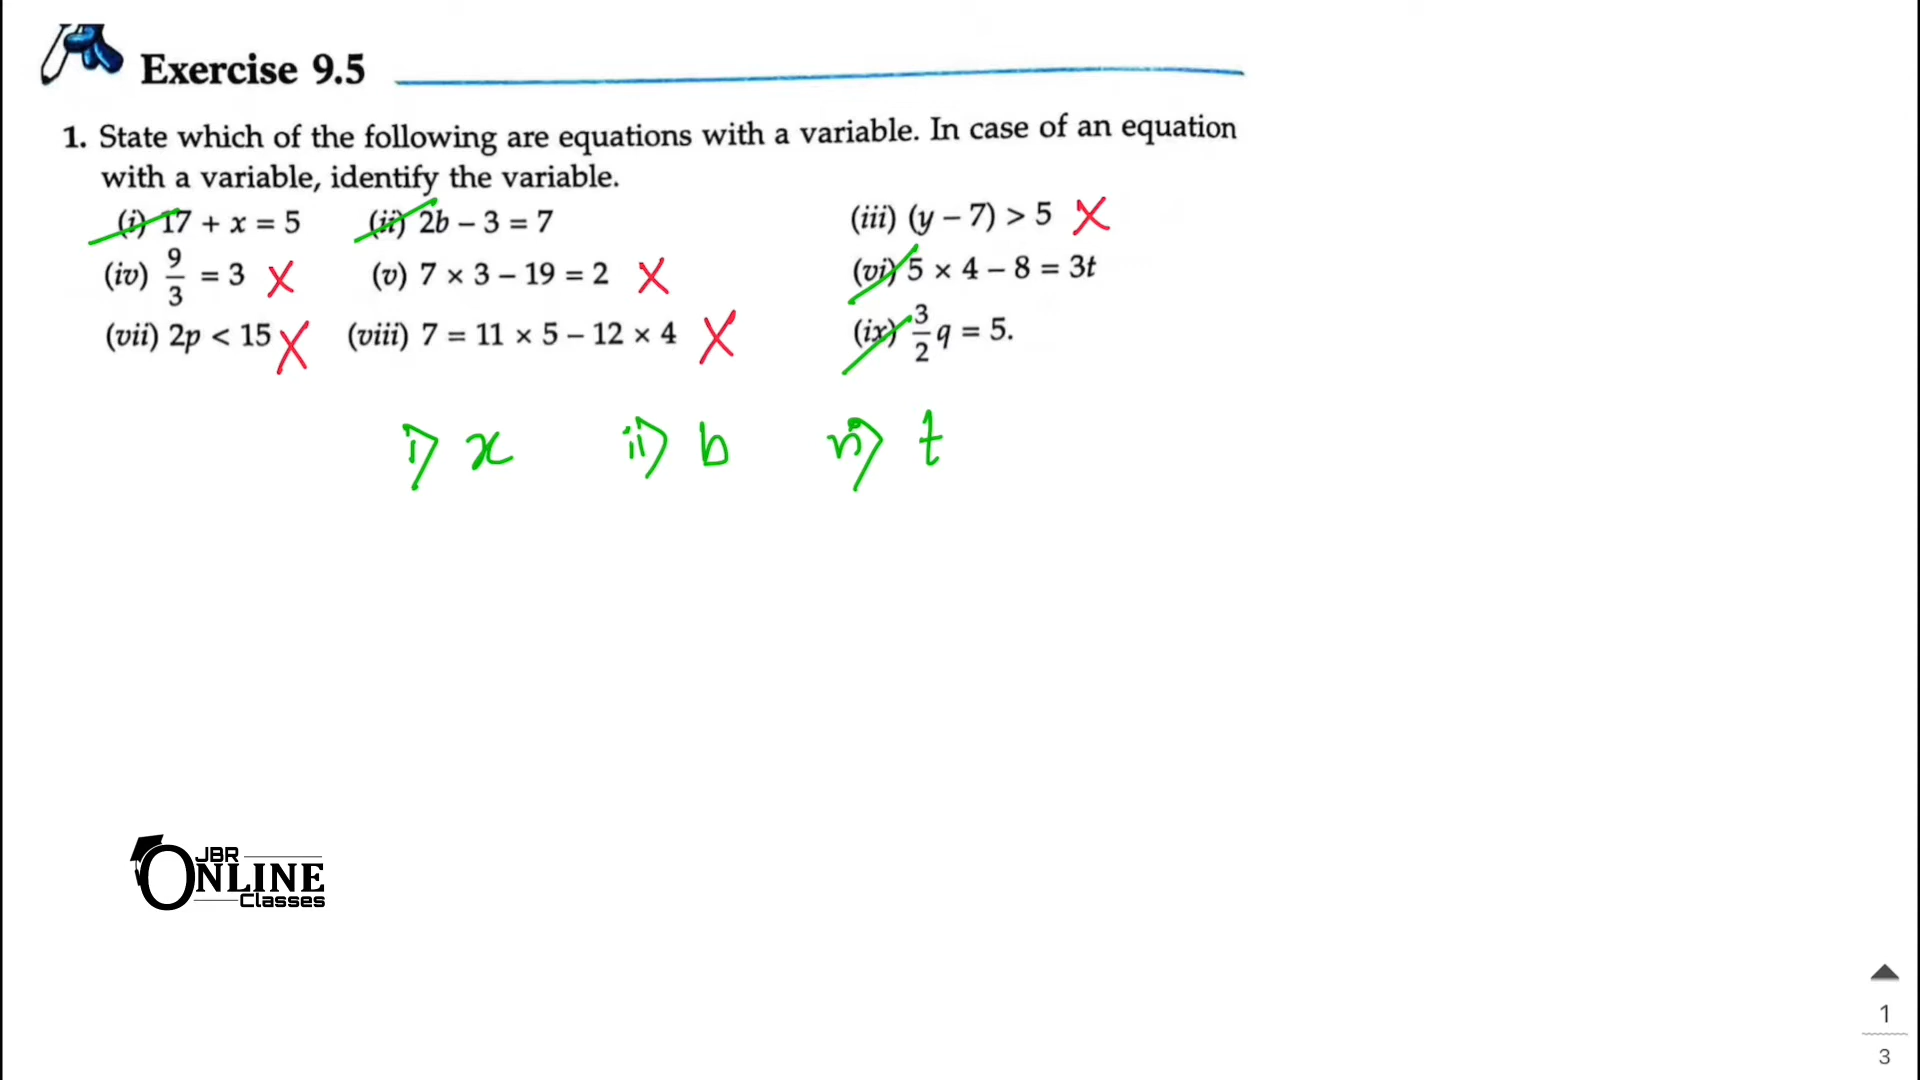 Exercise 9.5
1. State which of the following are equations with a variable. In case of an equation
with a variable, identify the variable.
(i) 17 + x = 5 (ii) 2b – 3 = 7 (iii) (y – 7) > 5 X
(iv) 9/3 = 3 X (v) 7 × 3 – 19 = 2 X (vi) 5 × 4 – 8 = 3t
(vii) 2p < 15 X (viii) 7 = 11 × 5 – 12 × 4 X (ix) 3/2 q = 5.
i) x ii) b vi) t
JBR
ONLINE
Classes
1
3